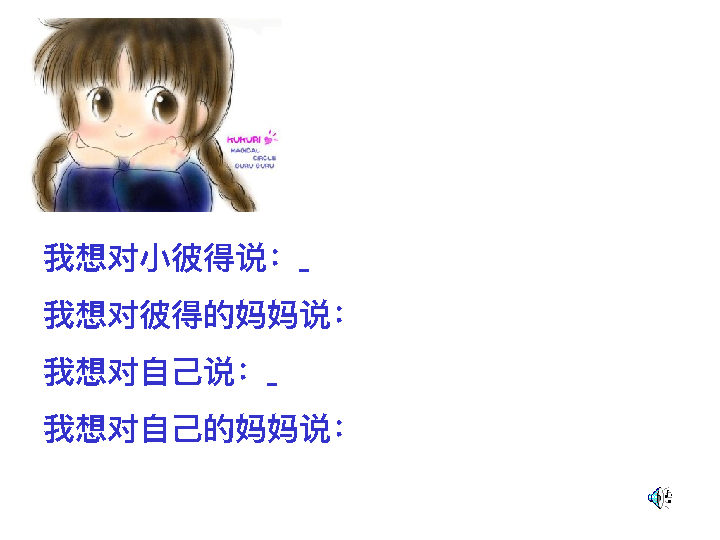 KUKURI
MAGICAL
CIRCLE
GURU GURU
我想对小彼得说：_
我想对彼得的妈妈说：
我想对自己说：_
我想对自己的妈妈说：